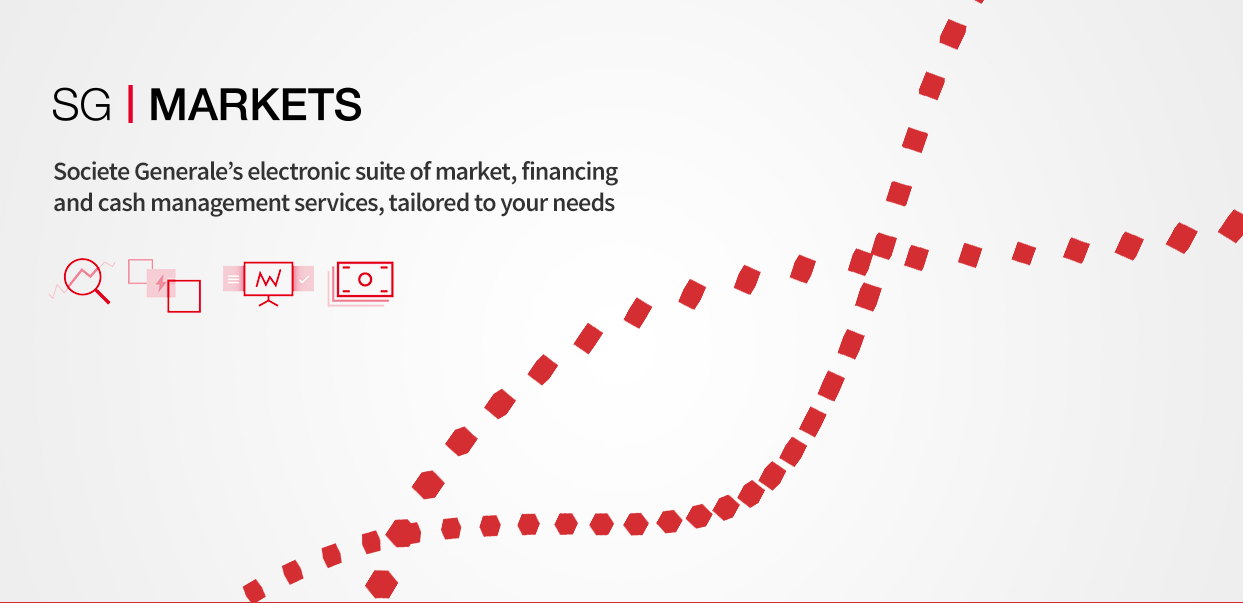 SG | MARKETS
Societe Generale’s electronic suite of market, financing
and cash management services, tailored to your needs